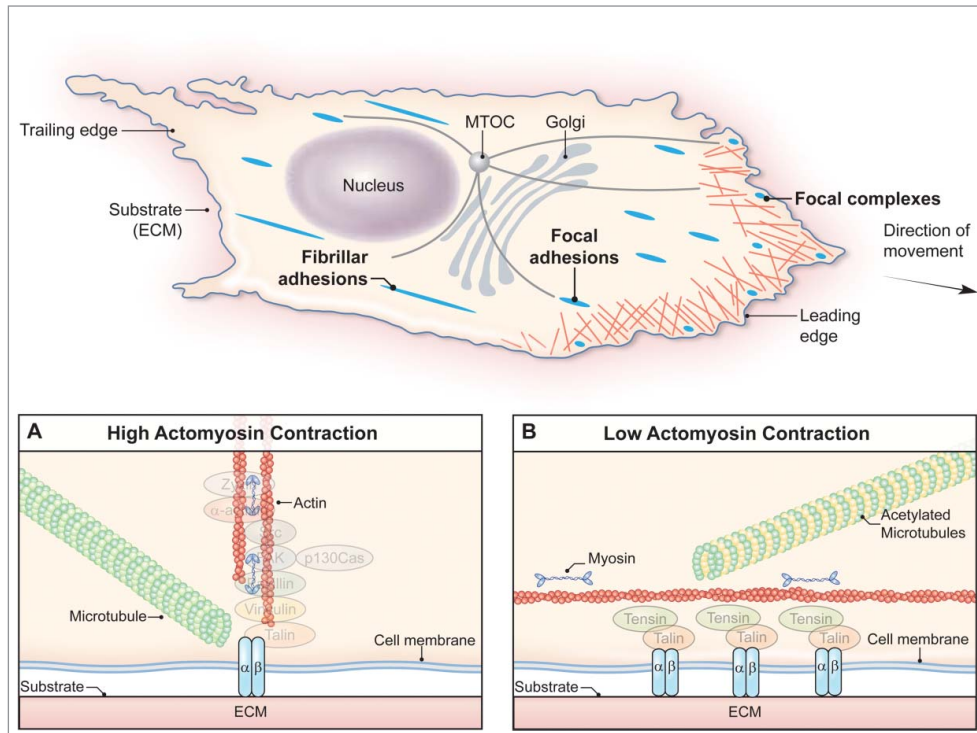 Trailing edge
MTOC
Golgi
Nucleus
Substrate
(ECM)
Focal complexes
Direction of
movement
Fibrillar
adhesions
Focal
adhesions
Leading
edge
A
High Actomyosin Contraction
Actin
p130Cas
Microtubule
Vinculin
Talin
Cell membrane
α β
Substrate
ECM
B
Low Actomyosin Contraction
Acetylated
Microtubules
Myosin
Tensin Tensin Tensin
Talin Talin Talin
Cell membrane
α β α β α β
Substrate
ECM